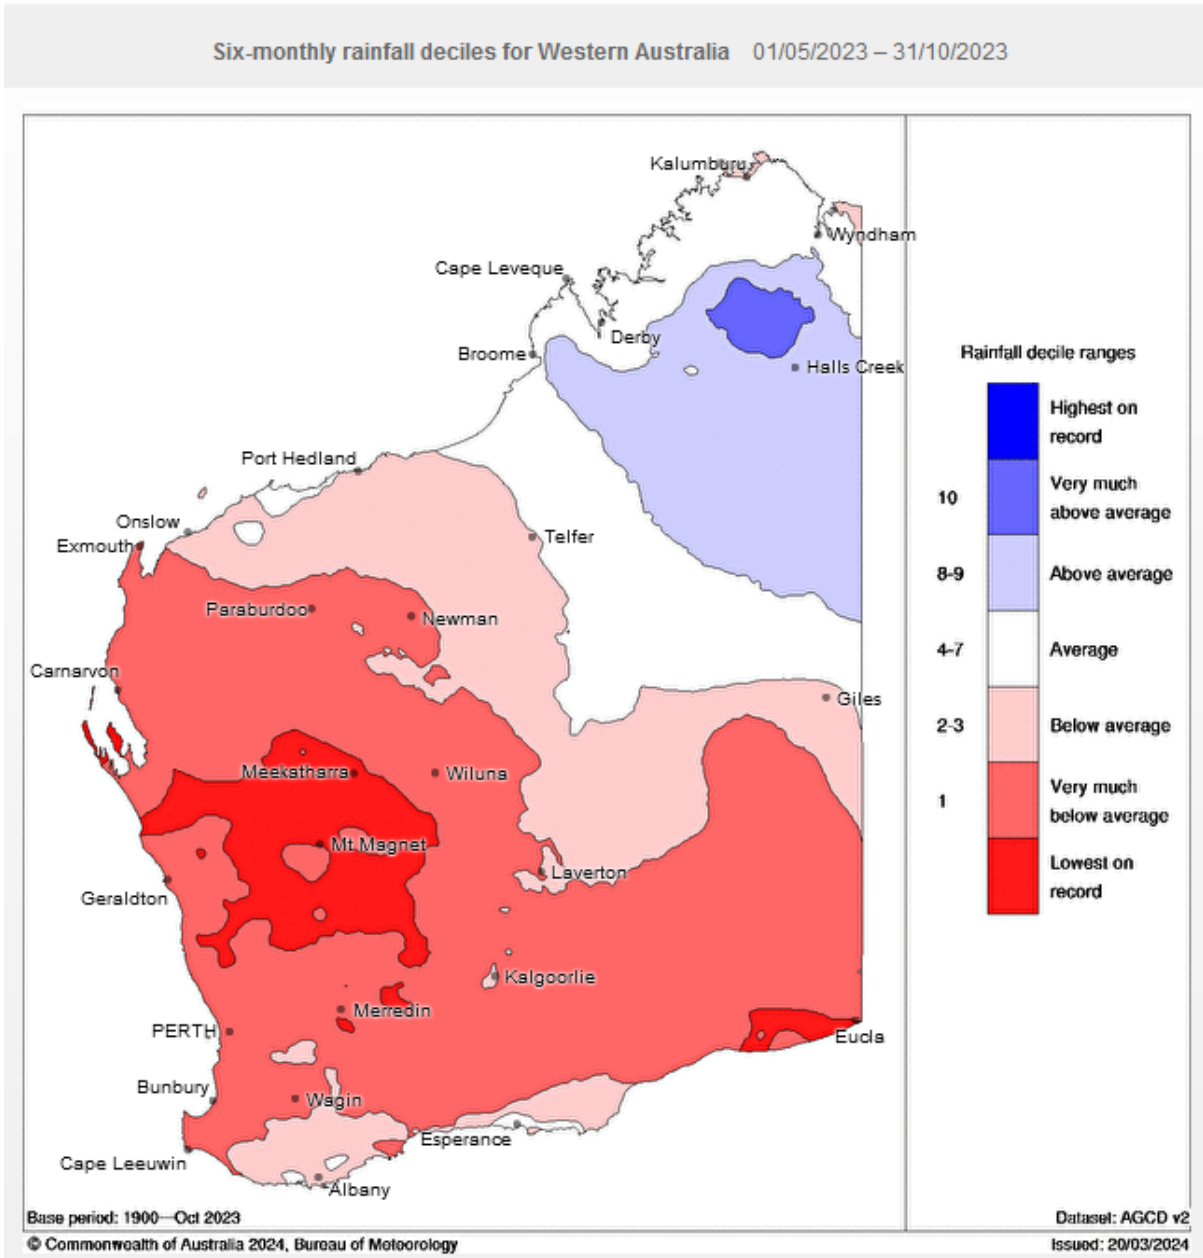 Six-monthly rainfall deciles for Western Australia 01/05/2023 – 31/10/2023
Kalumburu
Wyndham
Cape Leveque
Derby
Broome
Halls Creek
Port Hedland
Onslow
Telfer
Exmouth
Paraburdoo
Newman
Carnarvon
Giles
Meekatharra
Wiluna
Mt Magnet
Laverton
Geraldton
Kalgoorlie
Merredin
PERTH
Eucla
Bunbury
Wagin
Esperance
Cape Leeuwin
Albany
Rainfall decile ranges
Highest on
record
10
Very much
above average
8-9
Above average
4-7
Average
2-3
Below average
1
Very much
below average
Lowest on
record
Base period: 1900—Oct 2023
Dataset: AGCD v2
© Commonwealth of Australia 2024, Bureau of Meteorology
Issued: 20/03/2024